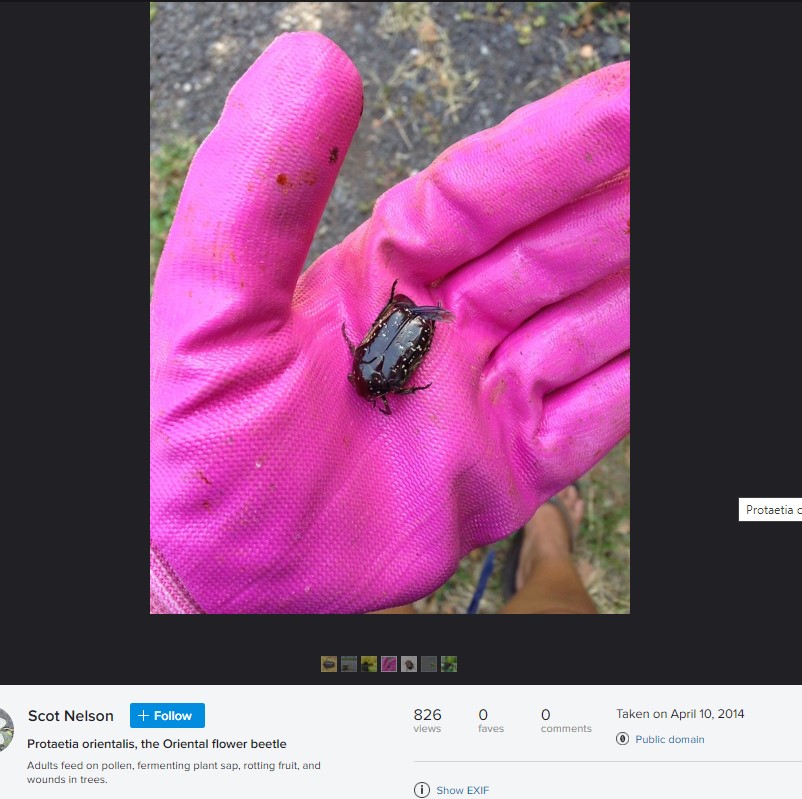 Protaetia
Scot Nelson
+ Follow
Protaetia orientalis, the Oriental flower beetle
Adults feed on pollen, fermenting plant sap, rotting fruit, and
wounds in trees.
826
views
0
faves
0
comments
Taken on April 10, 2014
Public domain
Show EXIF